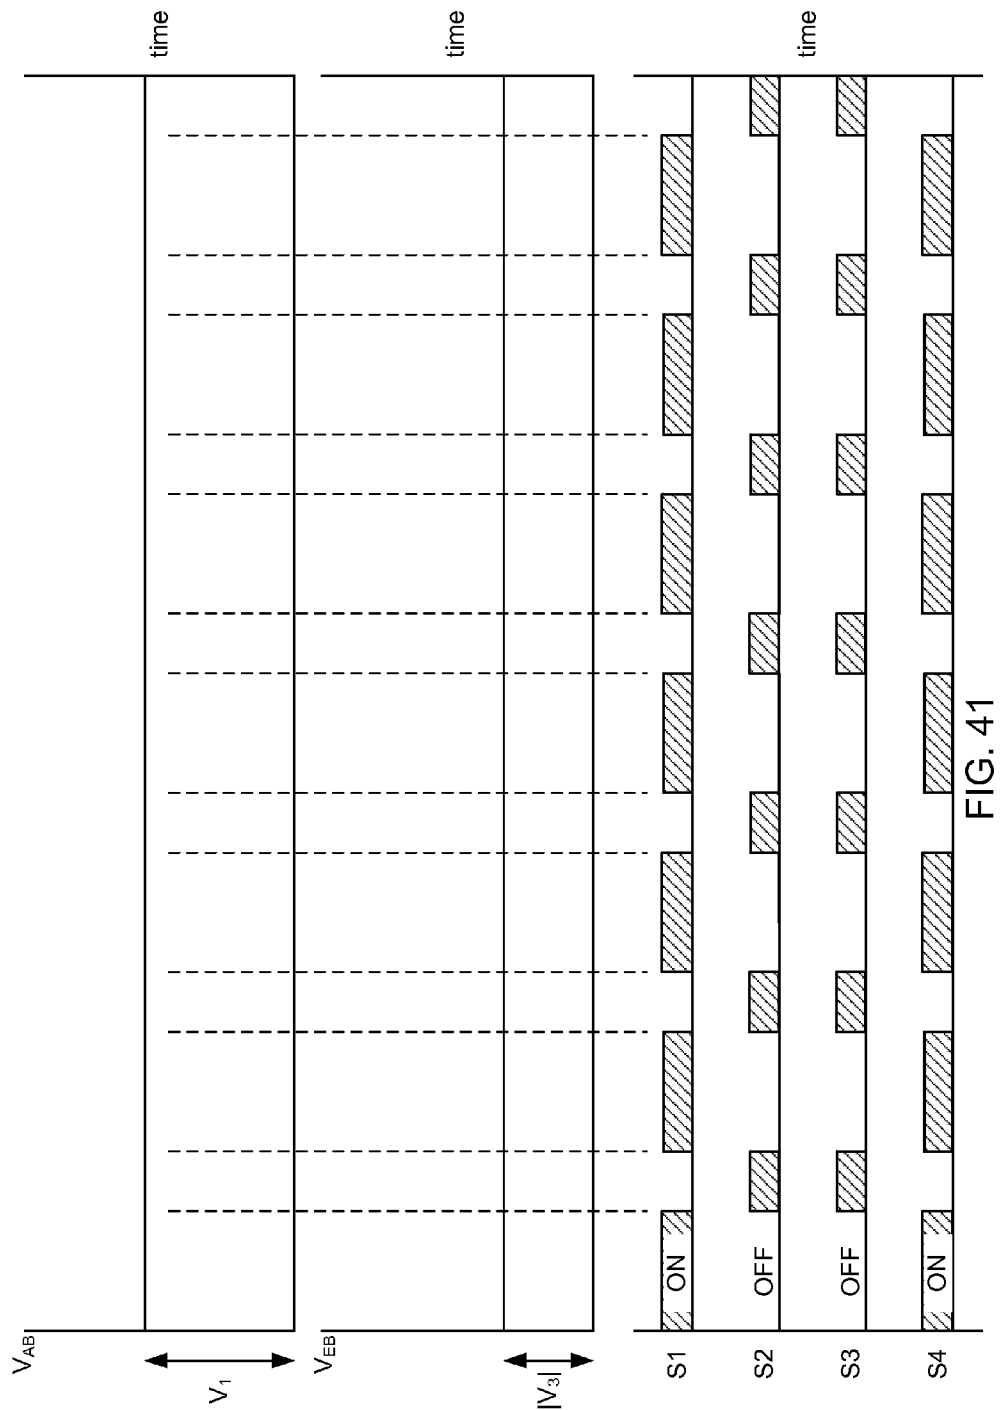 V_AB
V_1
time
V_EB
|V_3|
time
S1
ON
S2
OFF
S3
OFF
S4
ON
time
FIG. 41